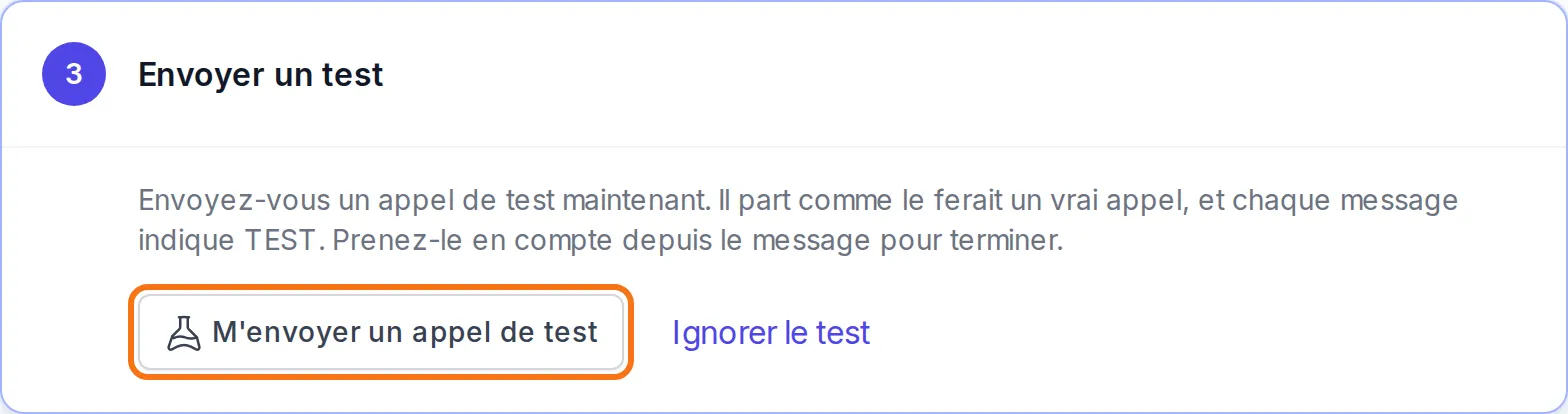 3
Envoyer un test
Envoyez-vous un appel de test maintenant. Il part comme le ferait un vrai appel, et chaque message
indique TEST. Prenez-le en compte depuis le message pour terminer.
M'envoyer un appel de test
Ignorer le test